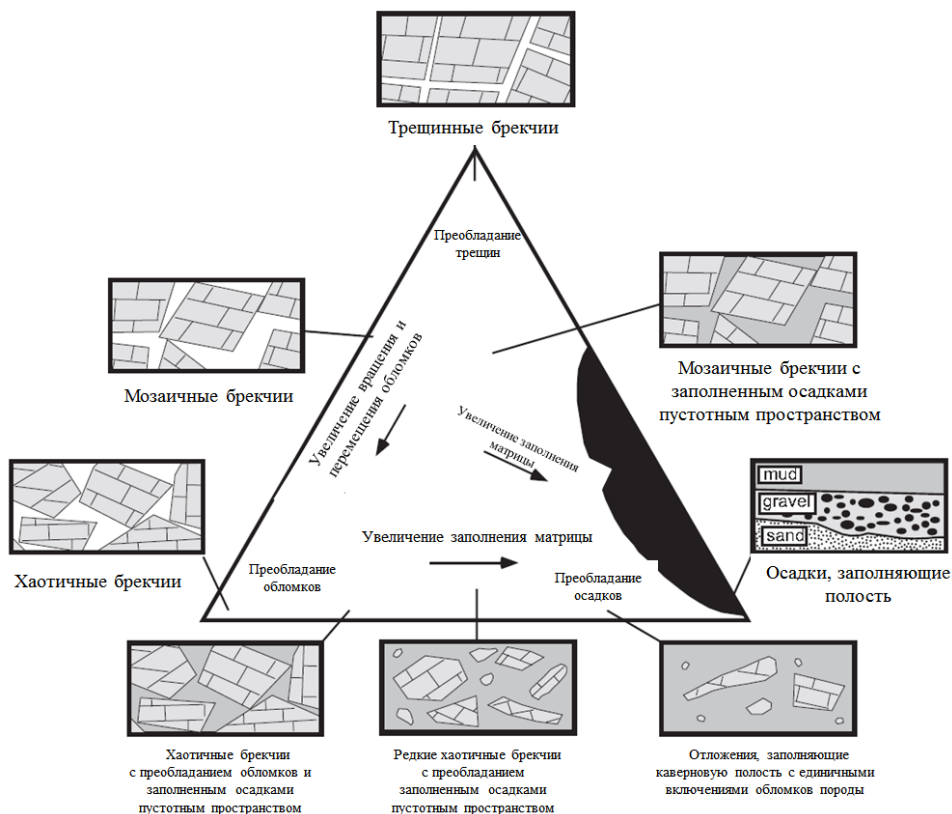 Трещинные брекчии
Преобладание
трещин
Мозаичные брекчии
Мозаичные брекчии с
заполненным осадками
пустотным пространством
Увеличение вращения и
перемещения обломков
Увеличение заполнения
матрицы
mud
gravel
sand
Хаотичные брекчии
Увеличение заполнения матрицы
Преобладание
обломков
Преобладание
осадков
Осадки, заполняющие
полость
Хаотичные брекчии
с преобладанием обломков и
заполненным осадками
пустотным пространством
Редкие хаотичные брекчии
с преобладанием
заполненным осадками
пустотным пространством
Отложения, заполняющие
каверновую полость с единичными
включениями обломков породы